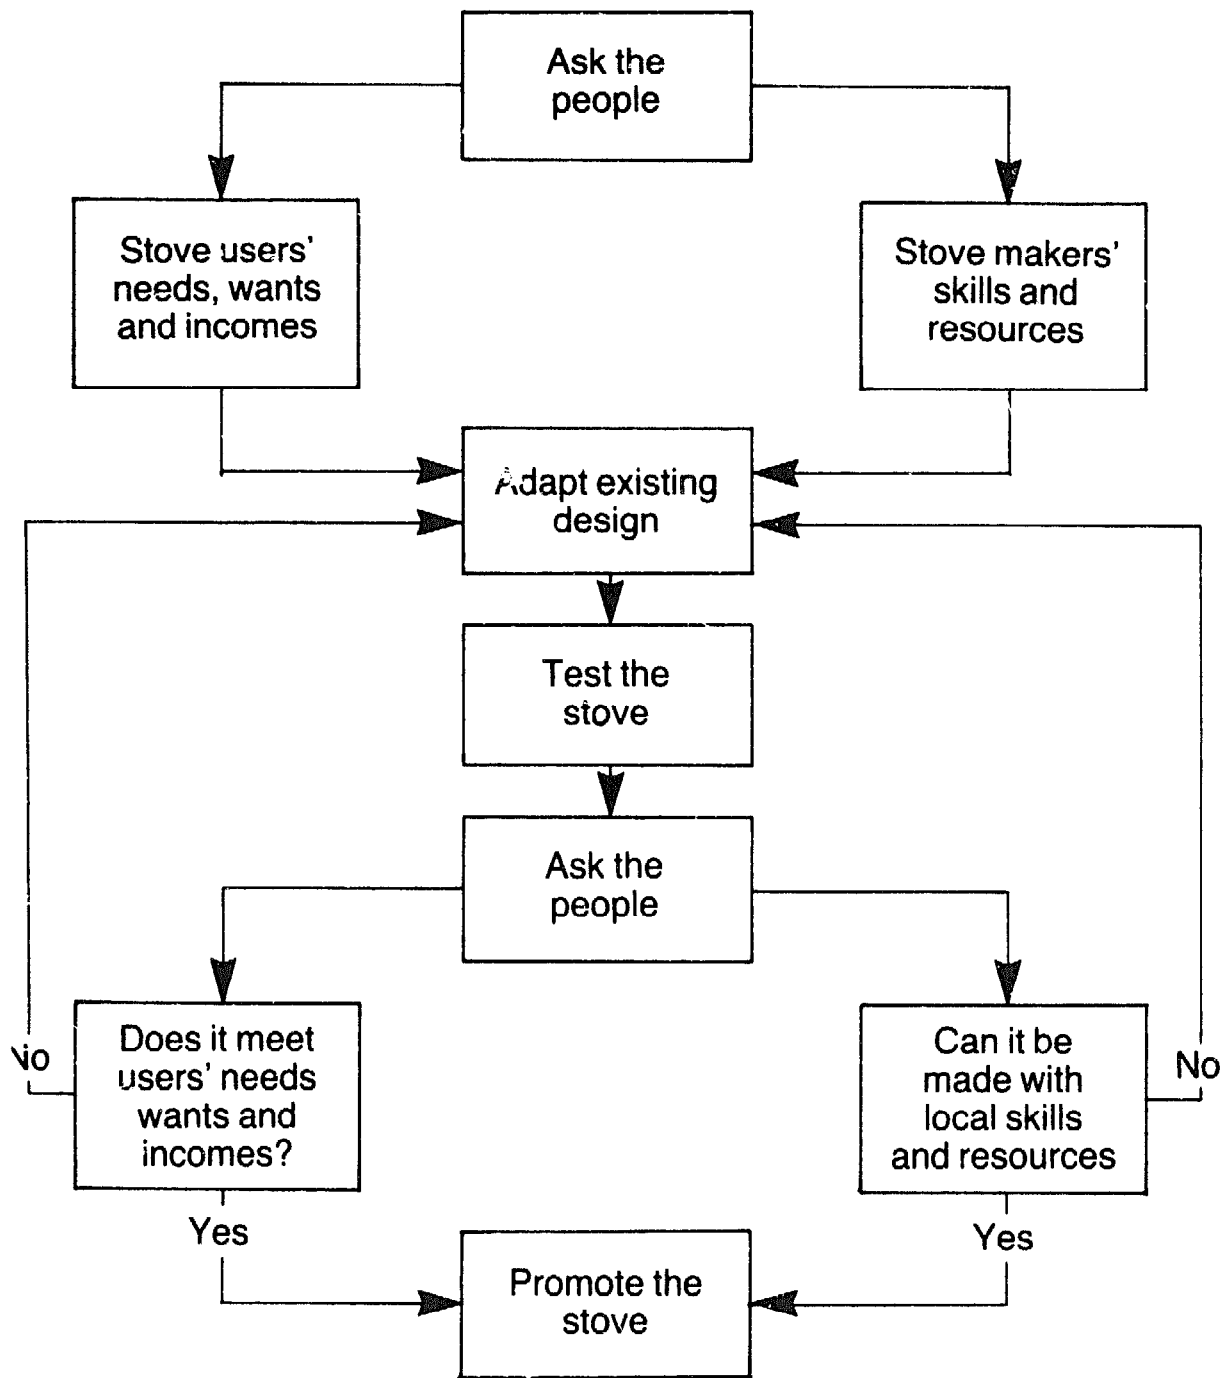 Ask the
people
Stove users'
needs, wants
and incomes
Stove makers'
skills and
resources
Adapt existing
design
Test the
stove
Ask the
people
Does it meet
users' needs
wants and
incomes?
Can it be
made with
local skills
and resources
No
No
Yes
Yes
Promote the
stove